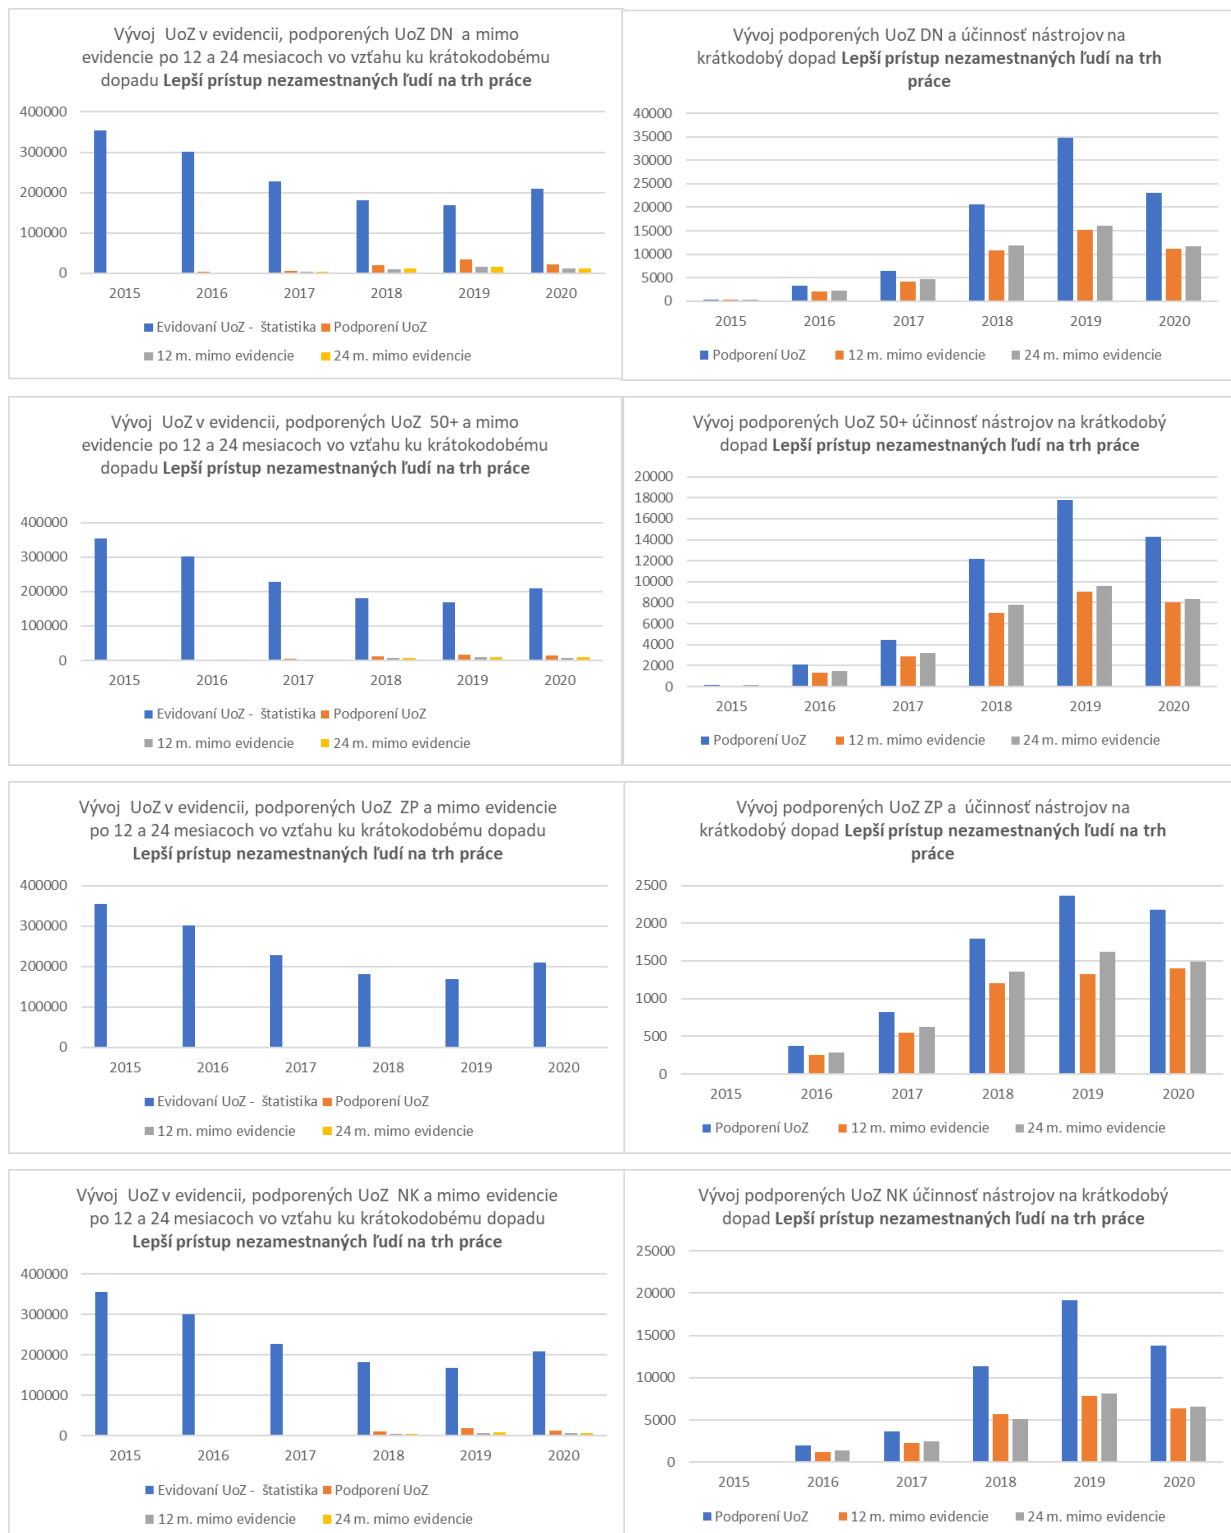 Vývoj UoZ v evidencii, podporených UoZ DN a mimo
evidencie po 12 a 24 mesiacoch vo vzťahu ku krátokodobému
dopadu Lepší prístup nezamestnaných ľudí na trh práce
400000
300000
200000
100000
0
2015 2016 2017 2018 2019 2020
Evidovaní UoZ - štatistika Podporení UoZ
12 m. mimo evidencie 24 m. mimo evidencie
Vývoj podporených UoZ DN a účinnosť nástrojov na
krátkodobý dopad Lepší prístup nezamestnaných ľudí na trh
práce
40000
35000
30000
25000
20000
15000
10000
5000
0
2015 2016 2017 2018 2019 2020
Podporení UoZ 12 m. mimo evidencie 24 m. mimo evidencie
Vývoj UoZ v evidencii, podporených UoZ 50+ a mimo
evidencie po 12 a 24 mesiacoch vo vzťahu ku krátokodobému
dopadu Lepší prístup nezamestnaných ľudí na trh práce
400000
300000
200000
100000
0
2015 2016 2017 2018 2019 2020
Evidovaní UoZ - štatistika Podporení UoZ
12 m. mimo evidencie 24 m. mimo evidencie
Vývoj podporených UoZ 50+ účinnosť nástrojov na krátkodobý
dopad Lepší prístup nezamestnaných ľudí na trh práce
20000
18000
16000
14000
12000
10000
8000
6000
4000
2000
0
2015 2016 2017 2018 2019 2020
Podporení UoZ 12 m. mimo evidencie 24 m. mimo evidencie
Vývoj UoZ v evidencii, podporených UoZ ZP a mimo evidencie
po 12 a 24 mesiacoch vo vzťahu ku krátokodobému dopadu
Lepší prístup nezamestnaných ľudí na trh práce
400000
300000
200000
100000
0
2015 2016 2017 2018 2019 2020
Evidovaní UoZ - štatistika Podporení UoZ
12 m. mimo evidencie 24 m. mimo evidencie
Vývoj podporených UoZ ZP a účinnosť nástrojov na
krátkodobý dopad Lepší prístup nezamestnaných ľudí na trh
práce
2500
2000
1500
1000
500
0
2015 2016 2017 2018 2019 2020
Podporení UoZ 12 m. mimo evidencie 24 m. mimo evidencie
Vývoj UoZ v evidencii, podporených UoZ NK a mimo evidencie
po 12 a 24 mesiacoch vo vzťahu ku krátokodobému dopadu
Lepší prístup nezamestnaných ľudí na trh práce
400000
300000
200000
100000
0
2015 2016 2017 2018 2019 2020
Evidovaní UoZ - štatistika Podporení UoZ
12 m. mimo evidencie 24 m. mimo evidencie
Vývoj podporených UoZ NK účinnosť nástrojov na krátkodobý
dopad Lepší prístup nezamestnaných ľudí na trh práce
25000
20000
15000
10000
5000
0
2015 2016 2017 2018 2019 2020
Podporení UoZ 12 m. mimo evidencie 24 m. mimo evidencie